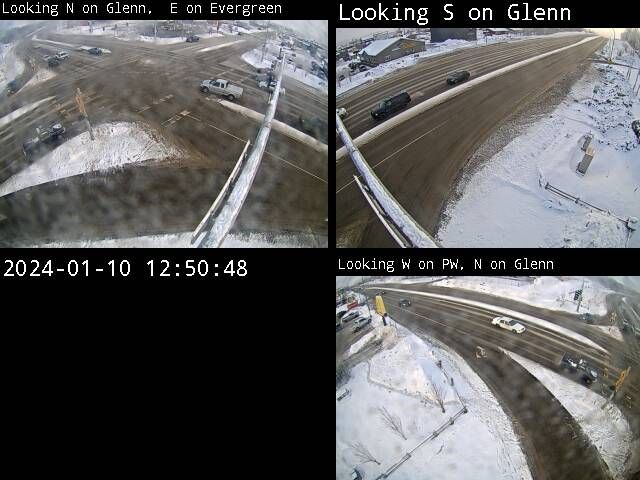 Looking N on Glenn,  E on Evergreen
Looking S on Glenn
2024-01-10 12:50:48
Looking W on PW, N on Glenn